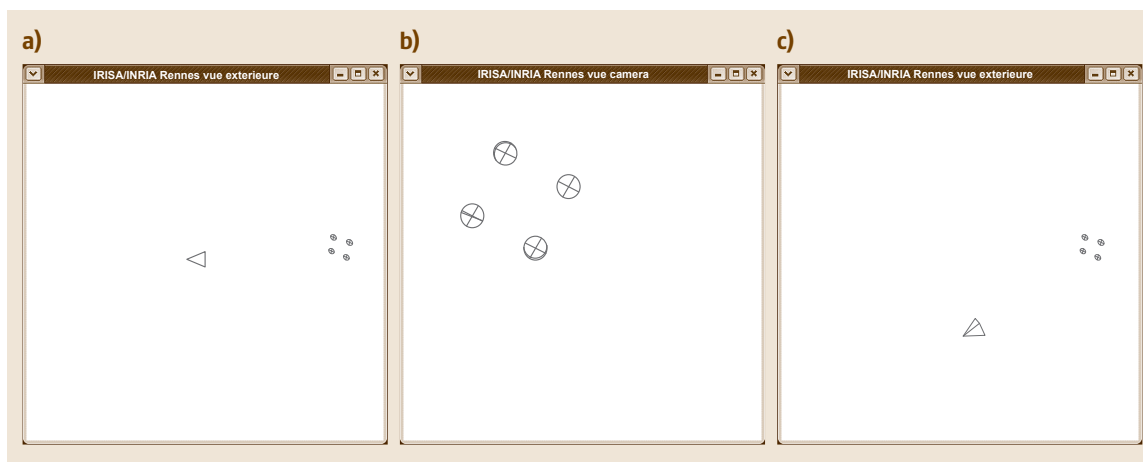 a)
b)
c)
IRISA/INRIA Rennes vue exterieure
IRISA/INRIA Rennes vue camera
IRISA/INRIA Rennes vue exterieure